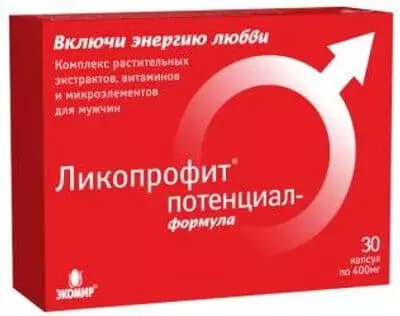 Включи энергию любви
Комплекс растительных
экстрактов, витаминов
и микроэлементов
для мужчин
Ликопрофит®
потенциал-
формула
30
капсул
по 400мг
ЭКОМИР®